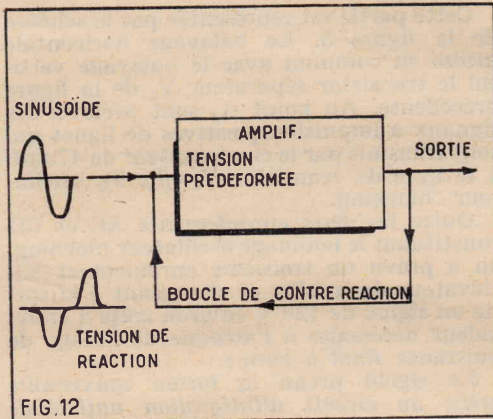 SINUSOÏDE
AMPLIF.
TENSION
PREDEFORMEE
SORTIE
BOUCLE DE CONTRE REACTION
TENSION DE
REACTION
FIG.12